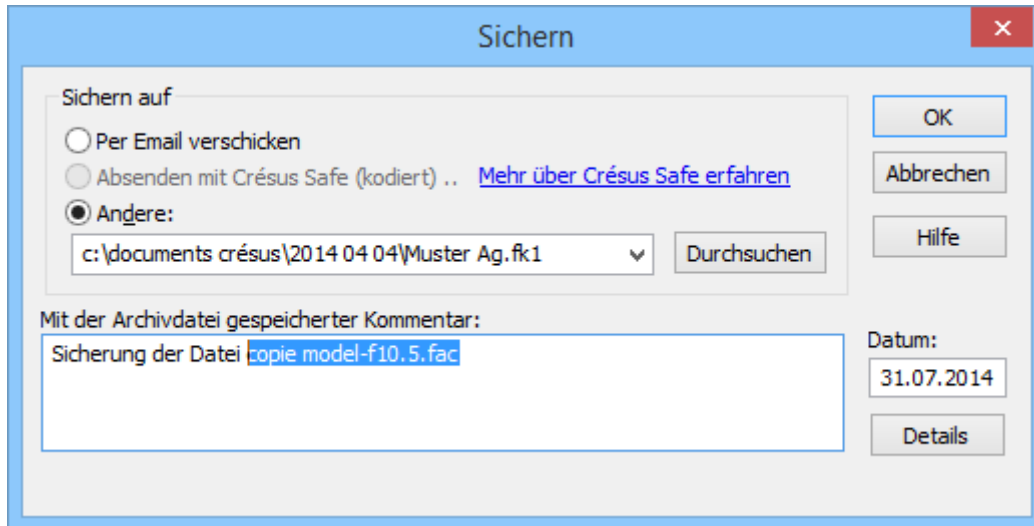 Sichern
Sichern auf
Per Email verschicken
Absenden mit Crésus Safe (kodiert) .. Mehr über Crésus Safe erfahren
Andere:
c:\documents crésus\2014 04 04\Muster Ag.fk1
Durchsuchen
OK
Abbrechen
Hilfe
Mit der Archivdatei gespeicherter Kommentar:
Sicherung der Datei copie model-f10.5.fac
Datum:
31.07.2014
Details